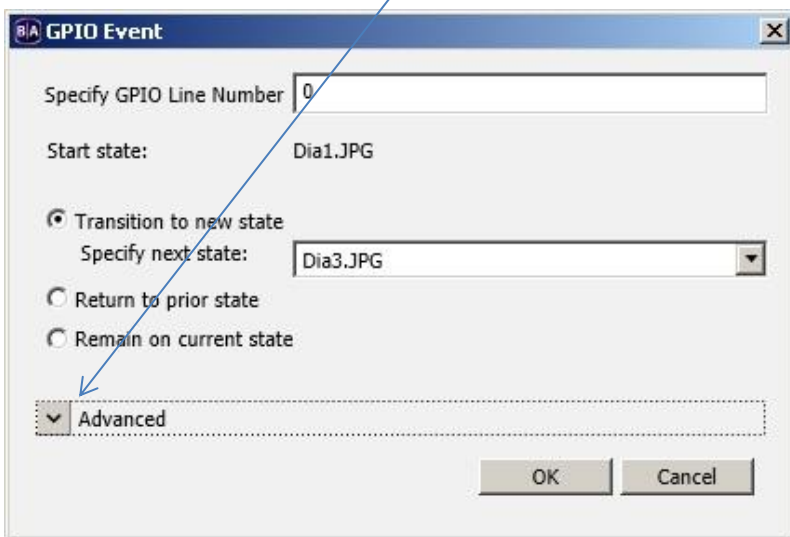 B|A GPIO Event
Specify GPIO Line Number 0
Start state: Dia1.JPG
Transition to new state
Specify next state: Dia3.JPG
Return to prior state
Remain on current state
Advanced
OK Cancel